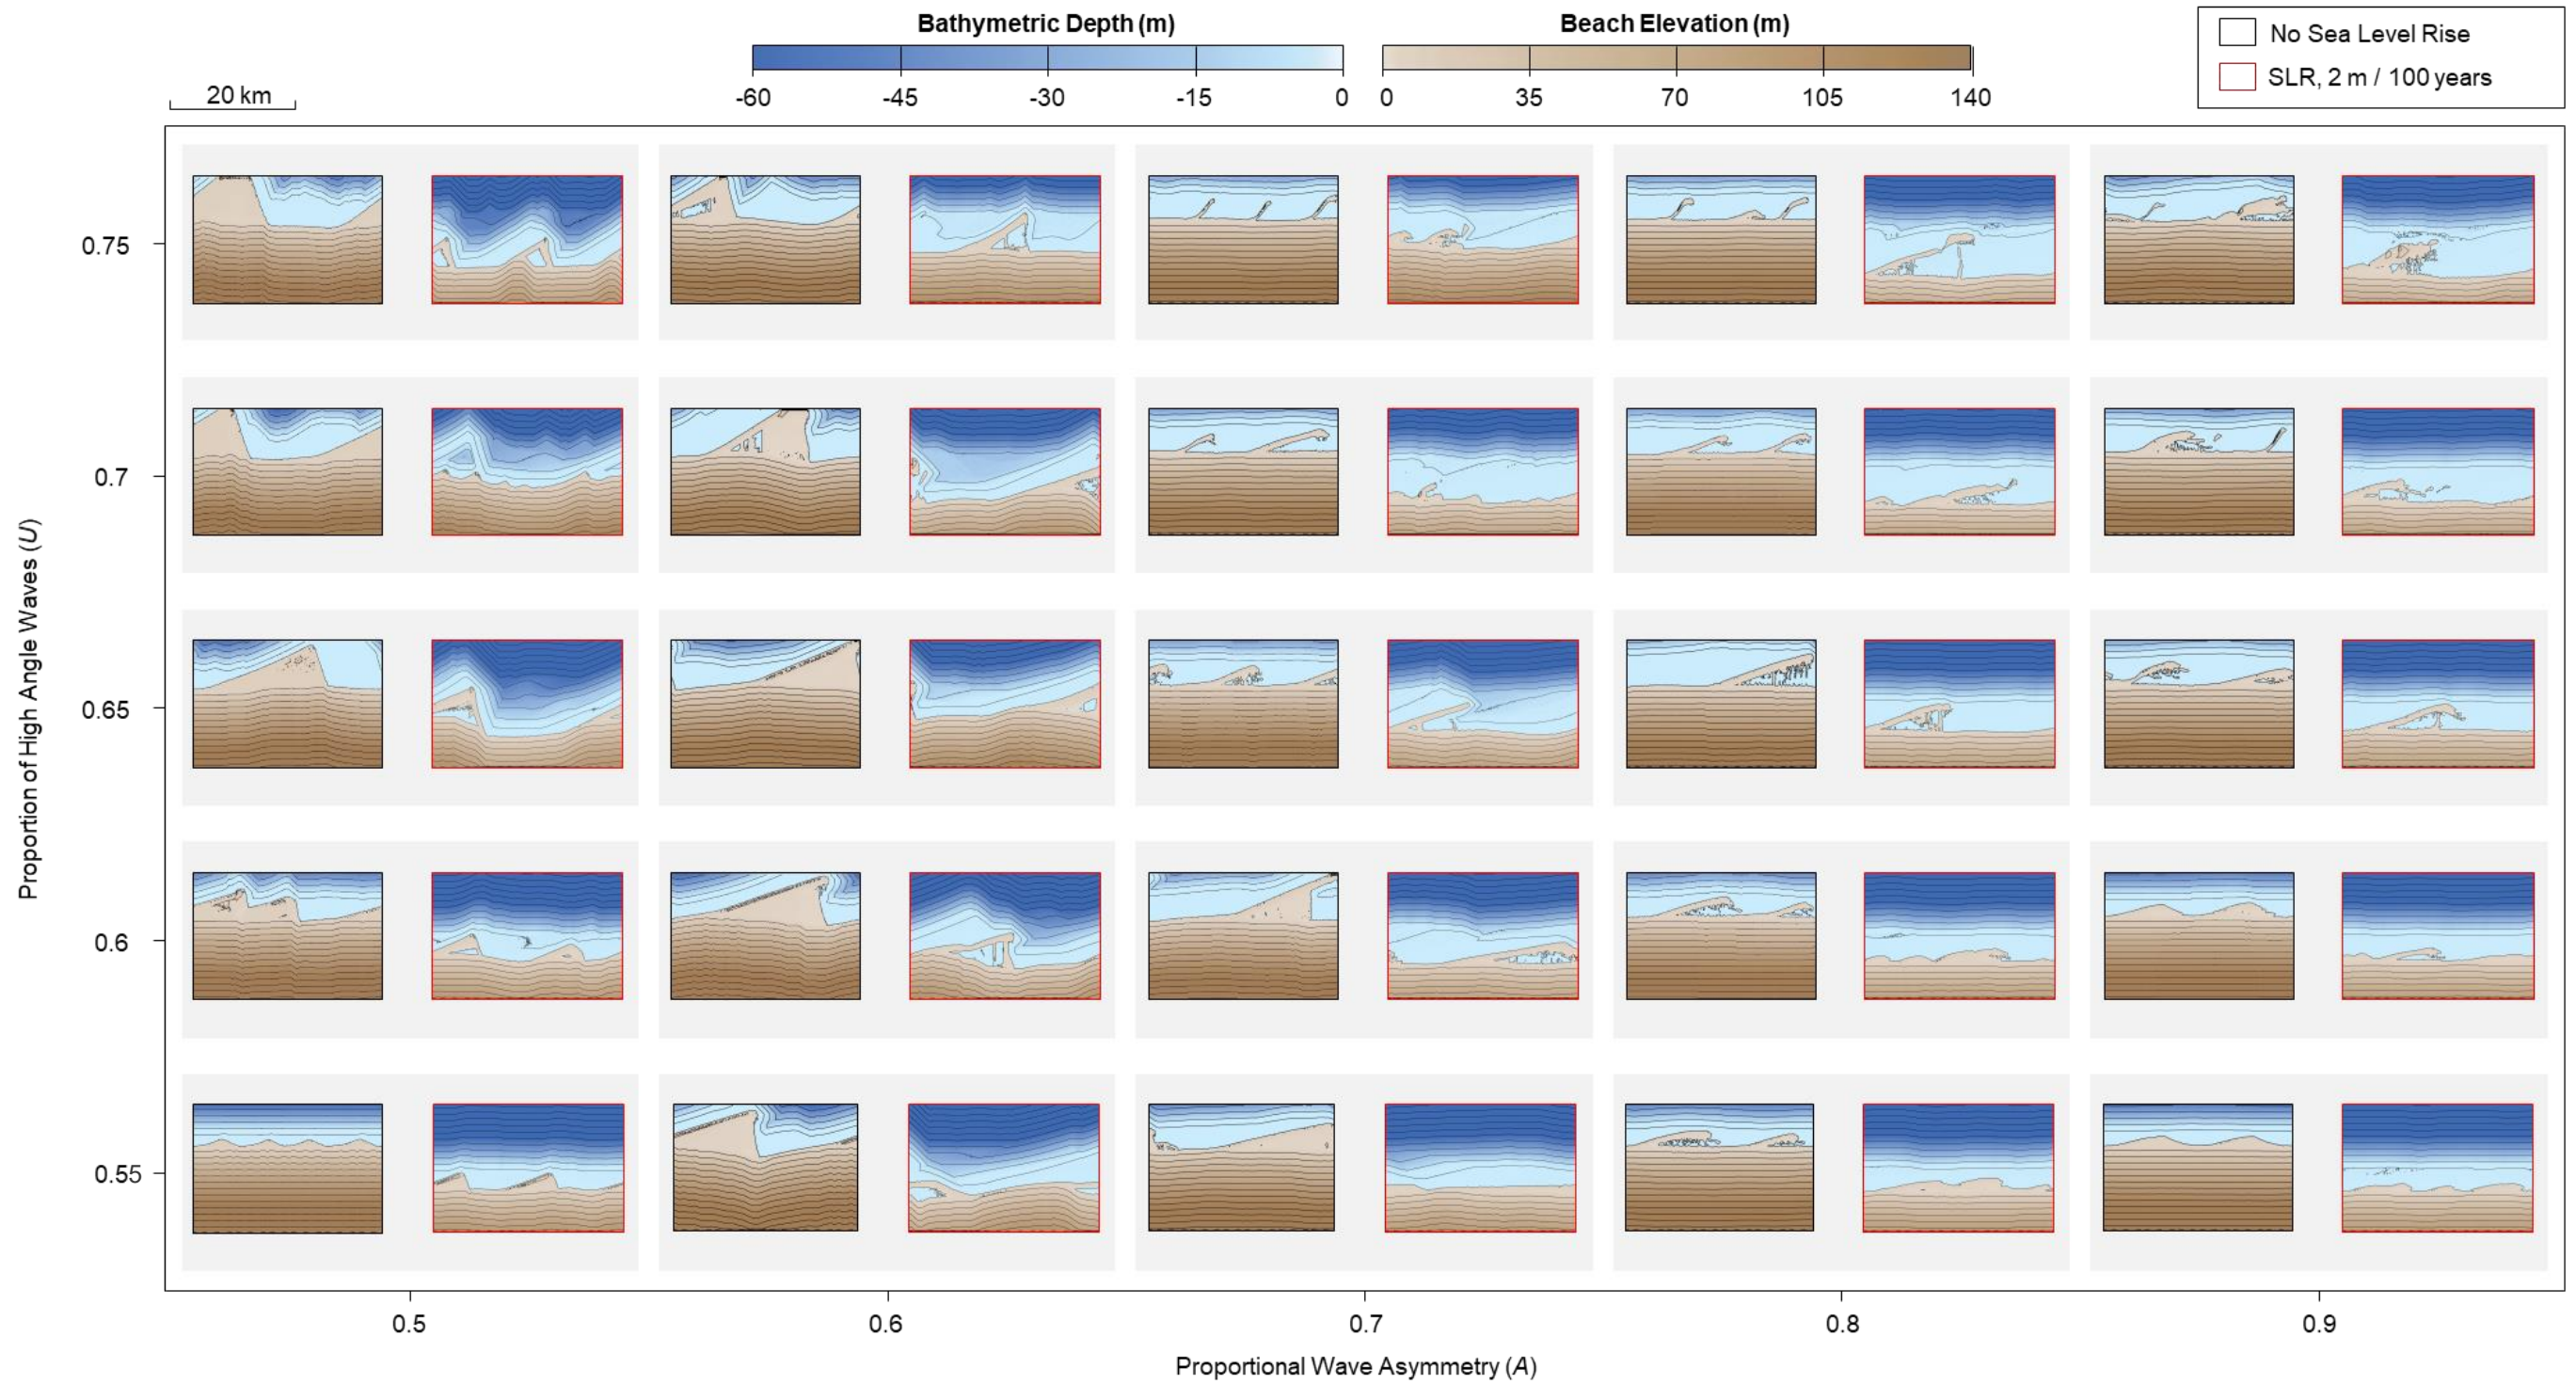 Bathymetric Depth (m)
Beach Elevation (m)
No Sea Level Rise
SLR, 2 m / 100 years
20 km
-60 -45 -30 -15 0
0 35 70 105 140
Proportion of High Angle Waves (U)
0.75
0.7
0.65
0.6
0.55
0.5 0.6 0.7 0.8 0.9
Proportional Wave Asymmetry (A)